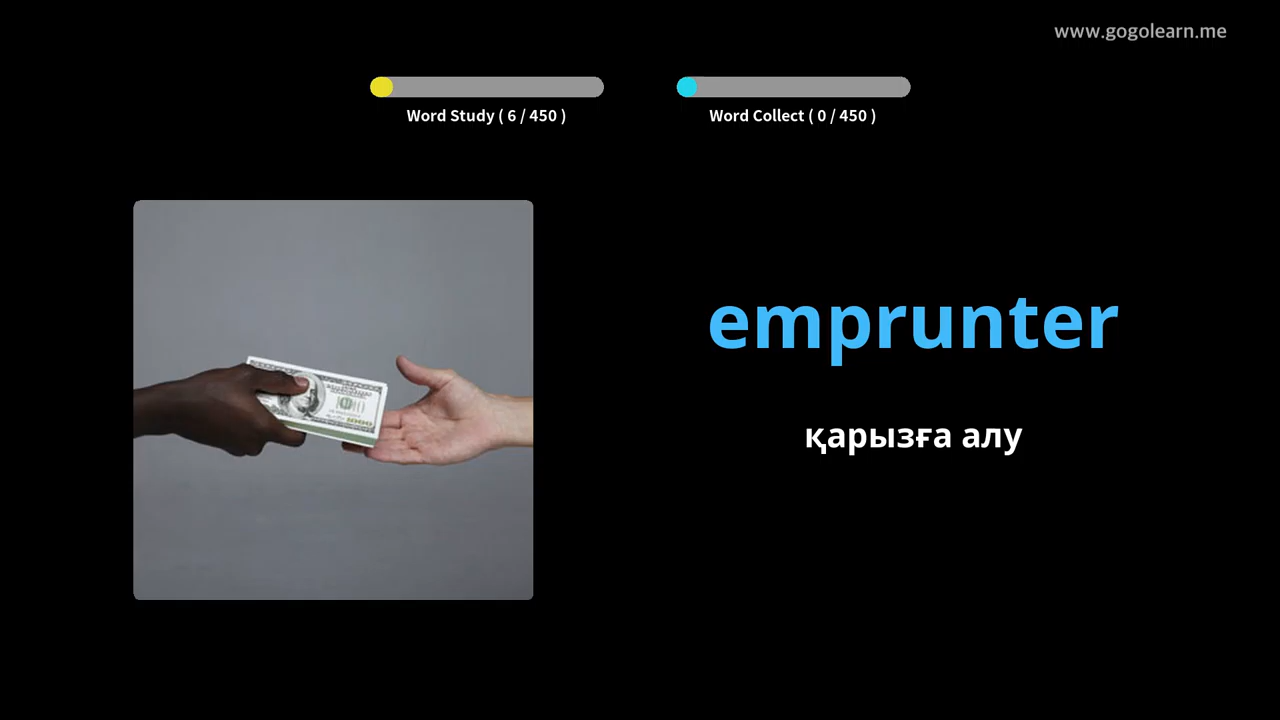 www.gogolearn.me
Word Study ( 6 / 450 )
Word Collect ( 0 / 450 )
emprunter
қарызға алу